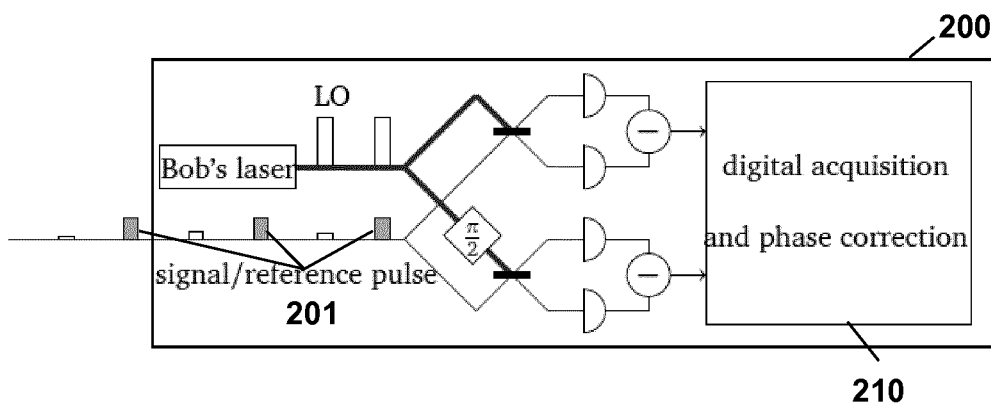 200
LO
Bob's laser
π/2
−
−
digital acquisition
and phase correction
signal/reference pulse
201
210